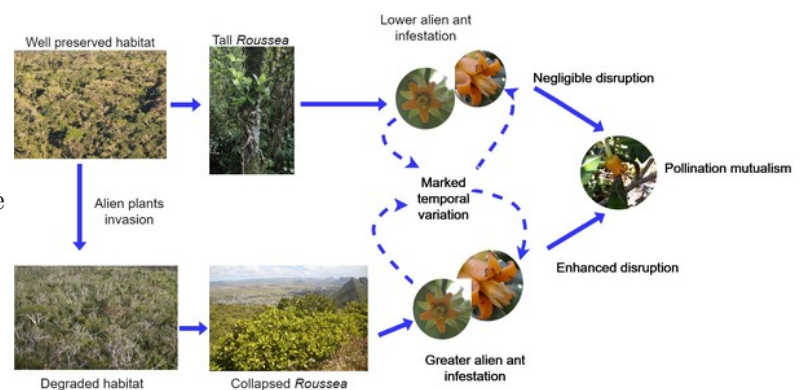 Well preserved habitat
Tall Roussea
Lower alien ant
infestation
Negligible disruption
Alien plants
invasion
Marked
temporal
variation
Pollination mutualism
e
Enhanced disruption
Degraded habitat
Collapsed Roussea
Greater alien ant
infestation